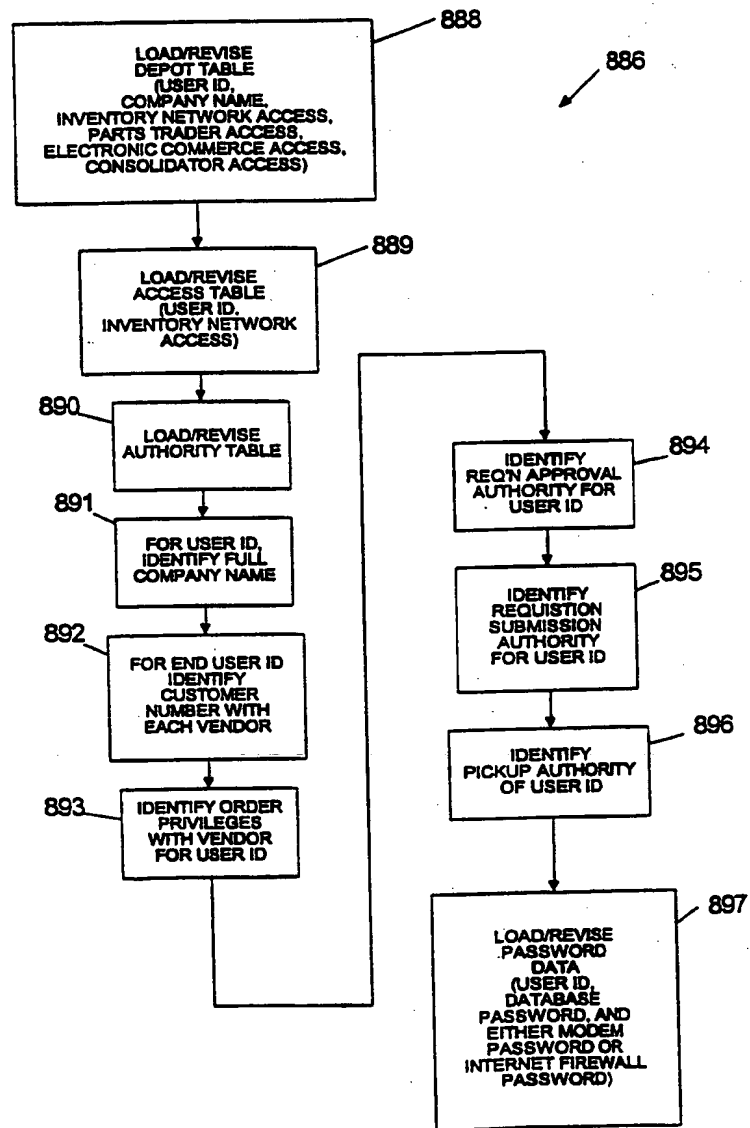 888
886
LOAD/REVISE
DEPOT TABLE
(USER ID,
COMPANY NAME,
INVENTORY NETWORK ACCESS,
PARTS TRADER ACCESS,
ELECTRONIC COMMERCE ACCESS,
CONSOLIDATOR ACCESS)
889
LOAD/REVISE
ACCESS TABLE
(USER ID,
INVENTORY NETWORK
ACCESS)
890
LOAD/REVISE
AUTHORITY TABLE
891
FOR USER ID,
IDENTIFY FULL
COMPANY NAME
892
FOR END USER ID
IDENTIFY
CUSTOMER
NUMBER WITH
EACH VENDOR
893
IDENTIFY ORDER
PRIVILEGES
WITH VENDOR
FOR USER ID
894
IDENTIFY
REQ'N APPROVAL
AUTHORITY FOR
USER ID
895
IDENTIFY
REQUISTION
SUBMISSION
AUTHORITY
FOR USER ID
896
IDENTIFY
PICKUP AUTHORITY
OF USER ID
897
LOAD/REVISE
PASSWORD
DATA
(USER ID,
DATABASE
PASSWORD, AND
EITHER MODEM
PASSWORD OR
INTERNET FIREWALL
PASSWORD)